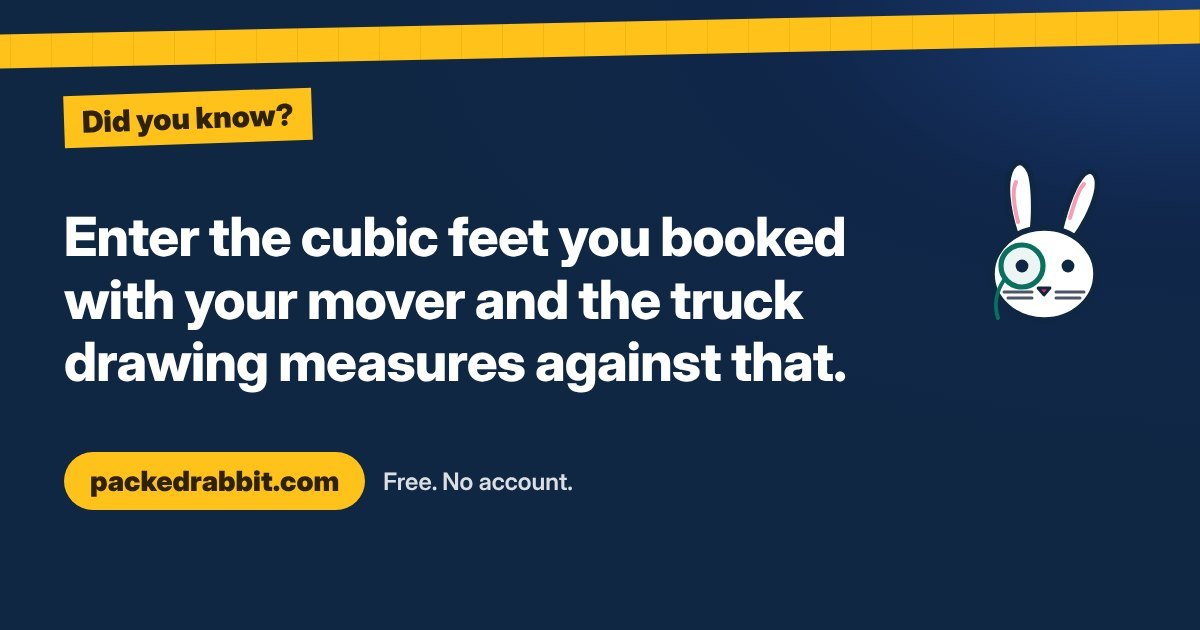 Did you know?
Enter the cubic feet you booked
with your mover and the truck
drawing measures against that.
packedrabbit.com
Free. No account.